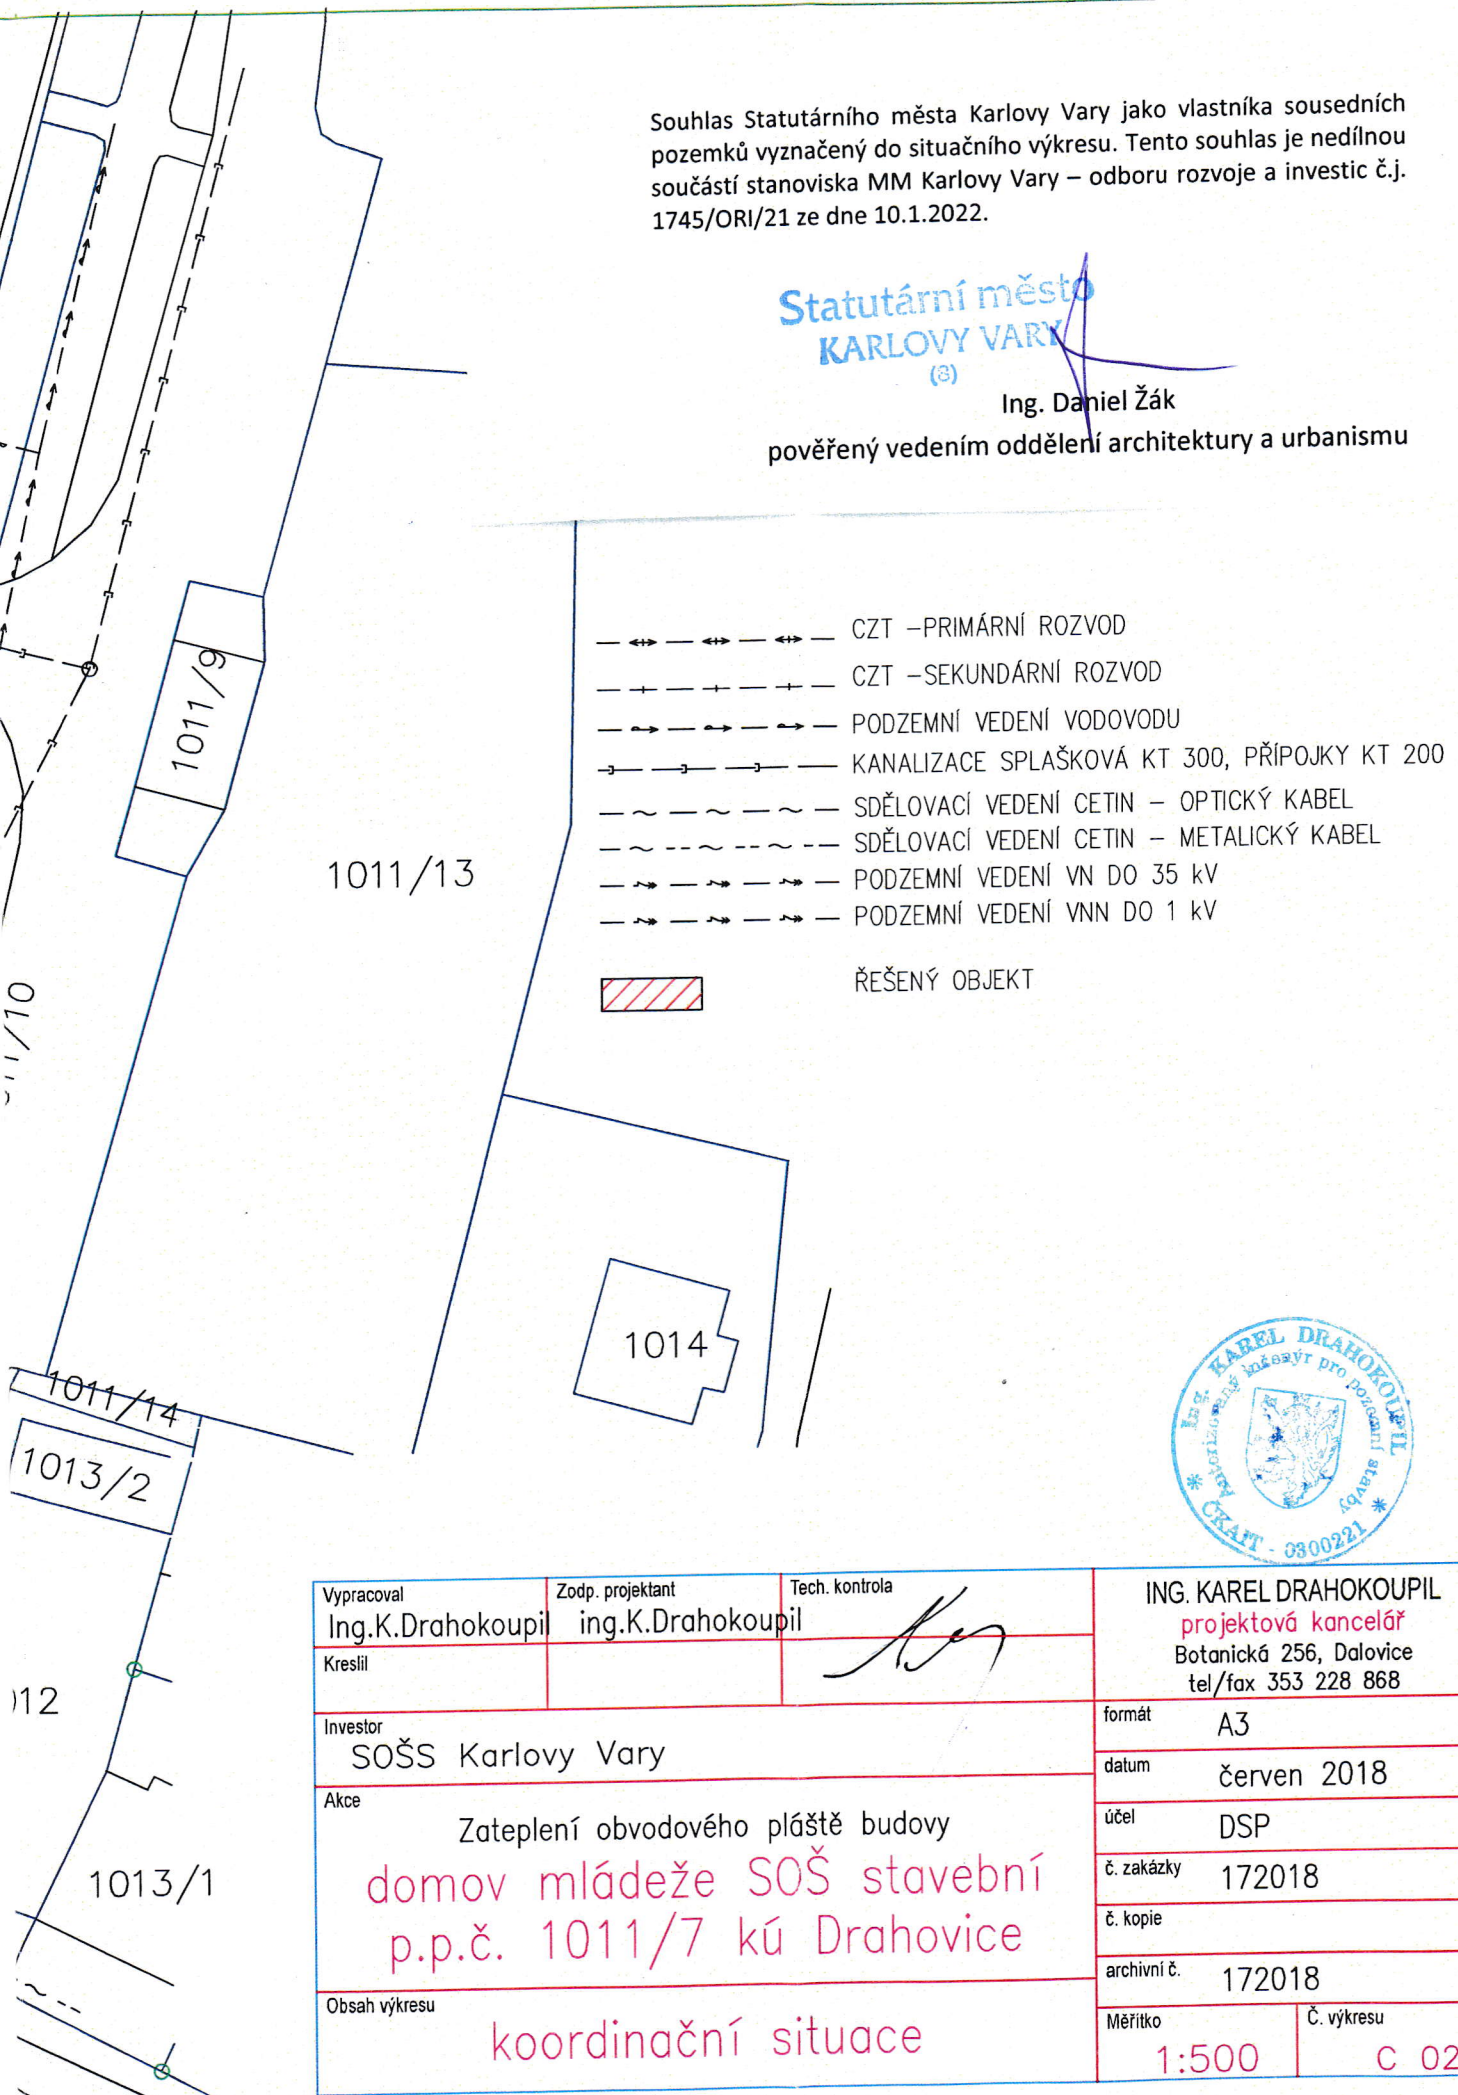 Souhlas Statutárního města Karlovy Vary jako vlastníka sousedních
pozemků vyznačený do situačního výkresu. Tento souhlas je nedílnou
součástí stanoviska MM Karlovy Vary – odboru rozvoje a investic č.j.
1745/ORI/21 ze dne 10.1.2022.
Statutární město
KARLOVY VARY
(3)
Ing. Daniel Žák
pověřený vedením oddělení architektury a urbanismu
CZT –PRIMÁRNÍ ROZVOD
CZT –SEKUNDÁRNÍ ROZVOD
PODZEMNÍ VEDENÍ VODOVODU
KANALIZACE SPLAŠKOVÁ KT 300, PŘÍPOJKY KT 200
SDĚLOVACÍ VEDENÍ CETIN – OPTICKÝ KABEL
SDĚLOVACÍ VEDENÍ CETIN – METALICKÝ KABEL
PODZEMNÍ VEDENÍ VN DO 35 kV
PODZEMNÍ VEDENÍ VNN DO 1 kV
ŘEŠENÝ OBJEKT
1011/9
1011/13
11/10
1014
1011/14
1013/2
12
1013/1
Ing. KAREL DRAHOKOUPIL
Autorizovaný inženýr pro pozemní stavby
ČKAIT - 0300221
Vypracoval
Ing.K.Drahokoupil
Zodp. projektant
ing.K.Drahokoupil
Tech. kontrola
Kreslil
ING. KAREL DRAHOKOUPIL
projektová kancelář
Botanická 256, Dalovice
tel/fax 353 228 868
Investor
SOŠS Karlovy Vary
formát A3
datum červen 2018
účel DSP
č. zakázky 172018
č. kopie
archivní č. 172018
Akce
Zateplení obvodového pláště budovy
domov mládeže SOŠ stavební
p.p.č. 1011/7 kú Drahovice
Obsah výkresu
koordinační situace
Měřítko
1:500
Č. výkresu
C 02